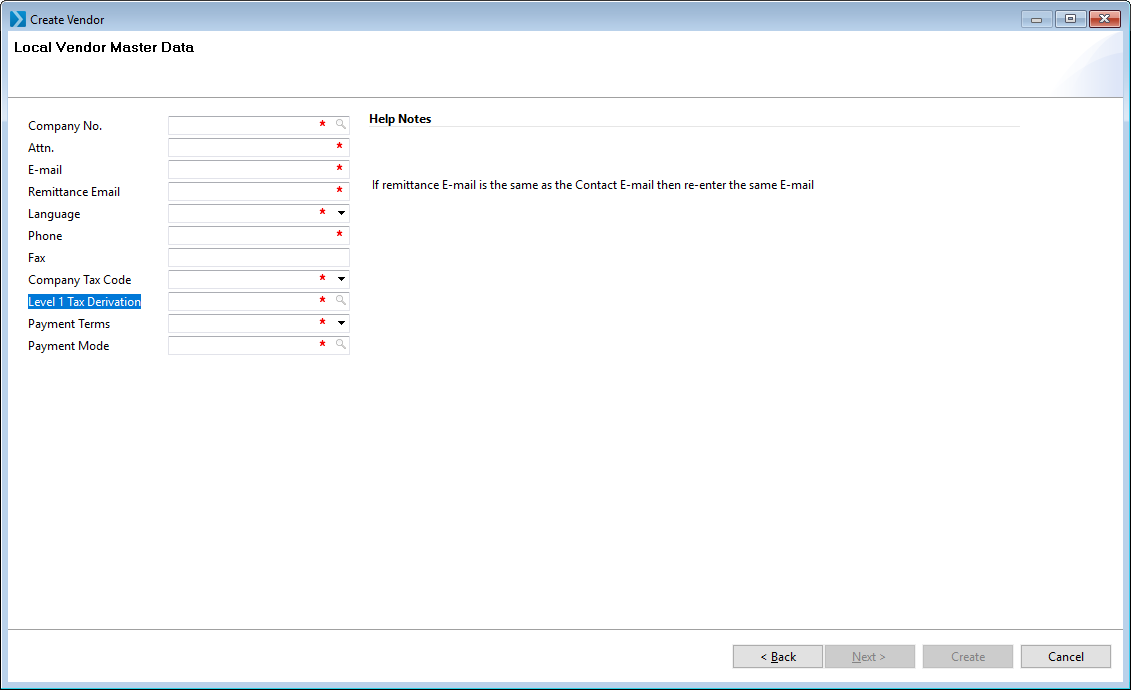 Create Vendor
Local Vendor Master Data
Company No. *
Attn. *
E-mail *
Remittance Email *
Language *
Phone *
Fax
Company Tax Code *
Level 1 Tax Derivation *
Payment Terms *
Payment Mode *
Help Notes
If remittance E-mail is the same as the Contact E-mail then re-enter the same E-mail
< Back
Next >
Create
Cancel